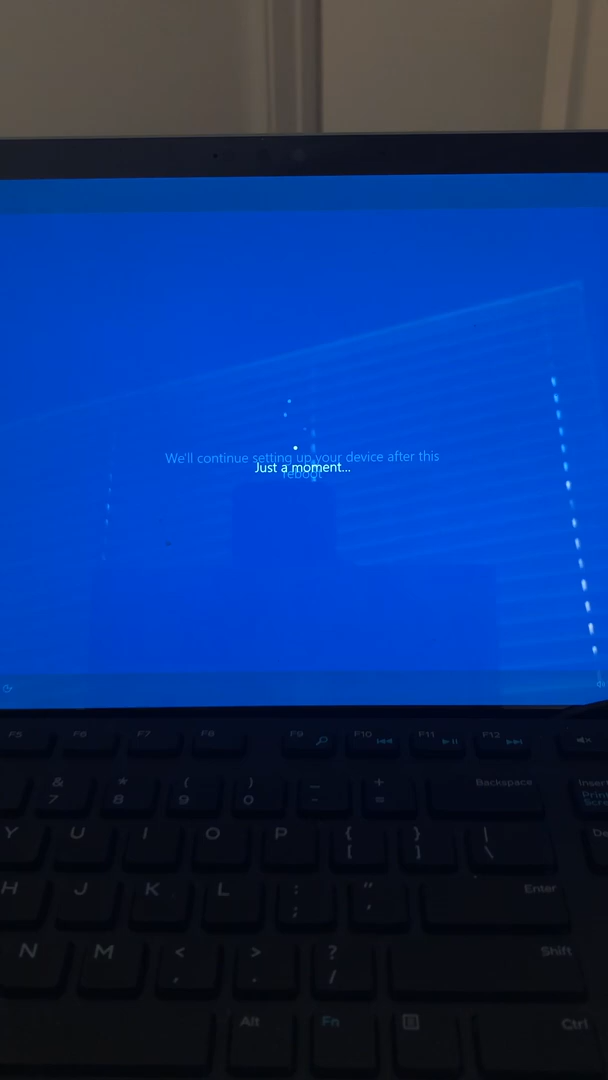 We'll continue setting up your device after this
Just a moment...
reboot
F5 F6 F7 F8 F9 F10 F11 F12
& * ( ) _ + Backspace Insert
7 8 9 0 - =
Y U I O P { } |
[ ] \
H J K L : " Enter
; '
N M < > ? Shift
, . /
Alt Fn Ctrl